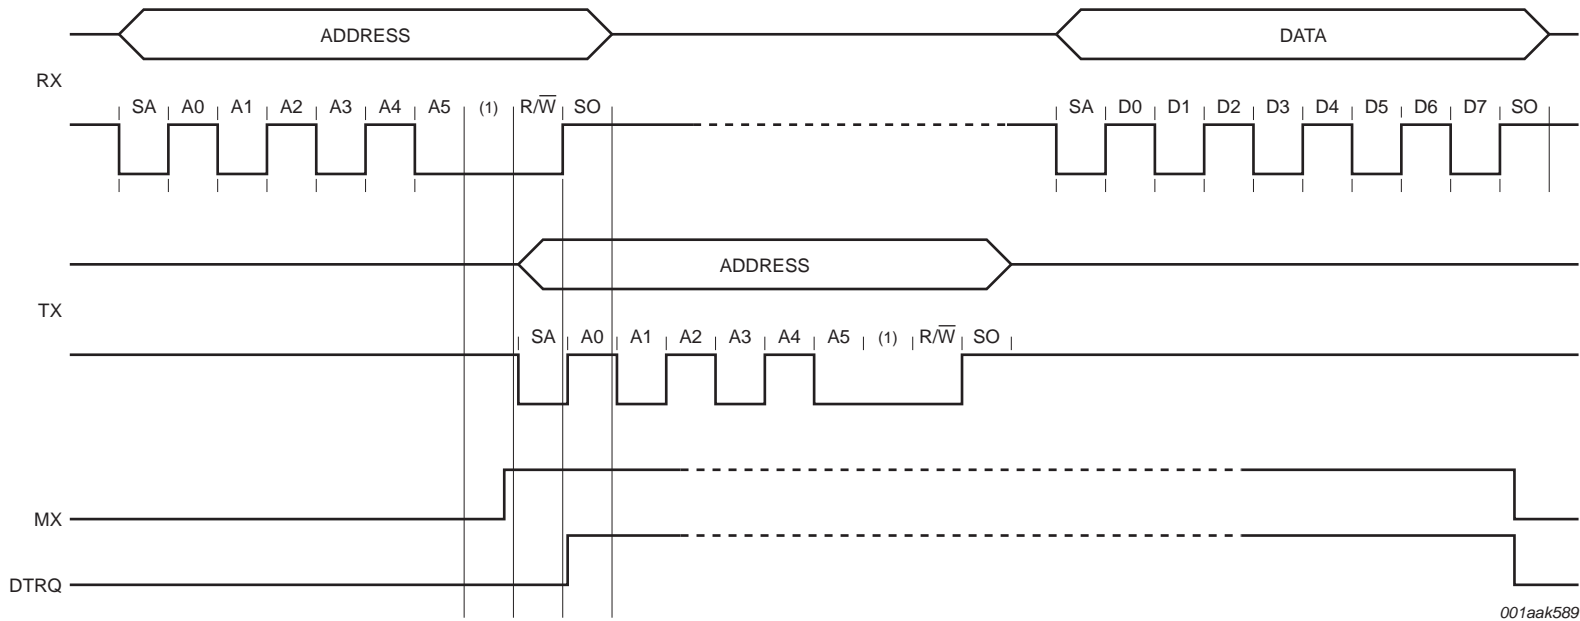 ADDRESS DATA
RX
SA A0 A1 A2 A3 A4 A5 (1) R/W̅ SO SA D0 D1 D2 D3 D4 D5 D6 D7 SO
ADDRESS
TX
SA A0 A1 A2 A3 A4 A5 (1) R/W̅ SO
MX
DTRQ
001aak589